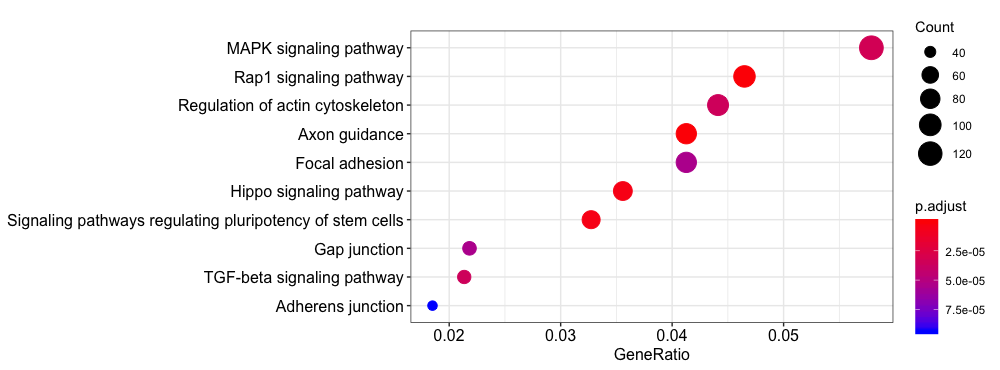 MAPK signaling pathway
Rap1 signaling pathway
Regulation of actin cytoskeleton
Axon guidance
Focal adhesion
Hippo signaling pathway
Signaling pathways regulating pluripotency of stem cells
Gap junction
TGF-beta signaling pathway
Adherens junction
0.02 0.03 0.04 0.05
GeneRatio
Count
40
60
80
100
120
p.adjust
2.5e-05
5.0e-05
7.5e-05